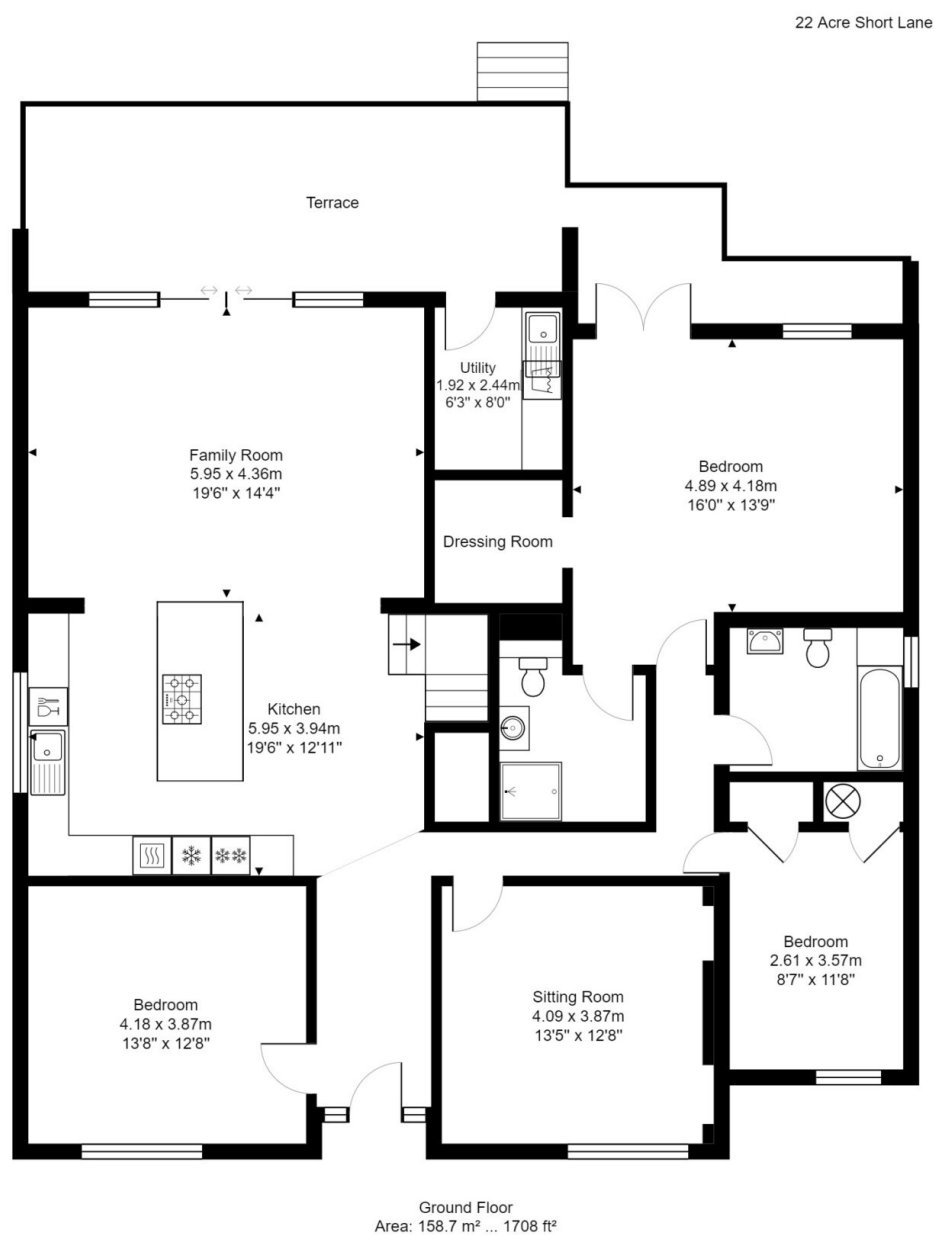 22 Acre Short Lane
Terrace
Utility
1.92 x 2.44m
6'3" x 8'0"
Family Room
5.95 x 4.36m
19'6" x 14'4"
Bedroom
4.89 x 4.18m
16'0" x 13'9"
Dressing Room
Kitchen
5.95 x 3.94m
19'6" x 12'11"
Bedroom
2.61 x 3.57m
8'7" x 11'8"
Bedroom
4.18 x 3.87m
13'8" x 12'8"
Sitting Room
4.09 x 3.87m
13'5" x 12'8"
Ground Floor
Area: 158.7 m² ... 1708 ft²